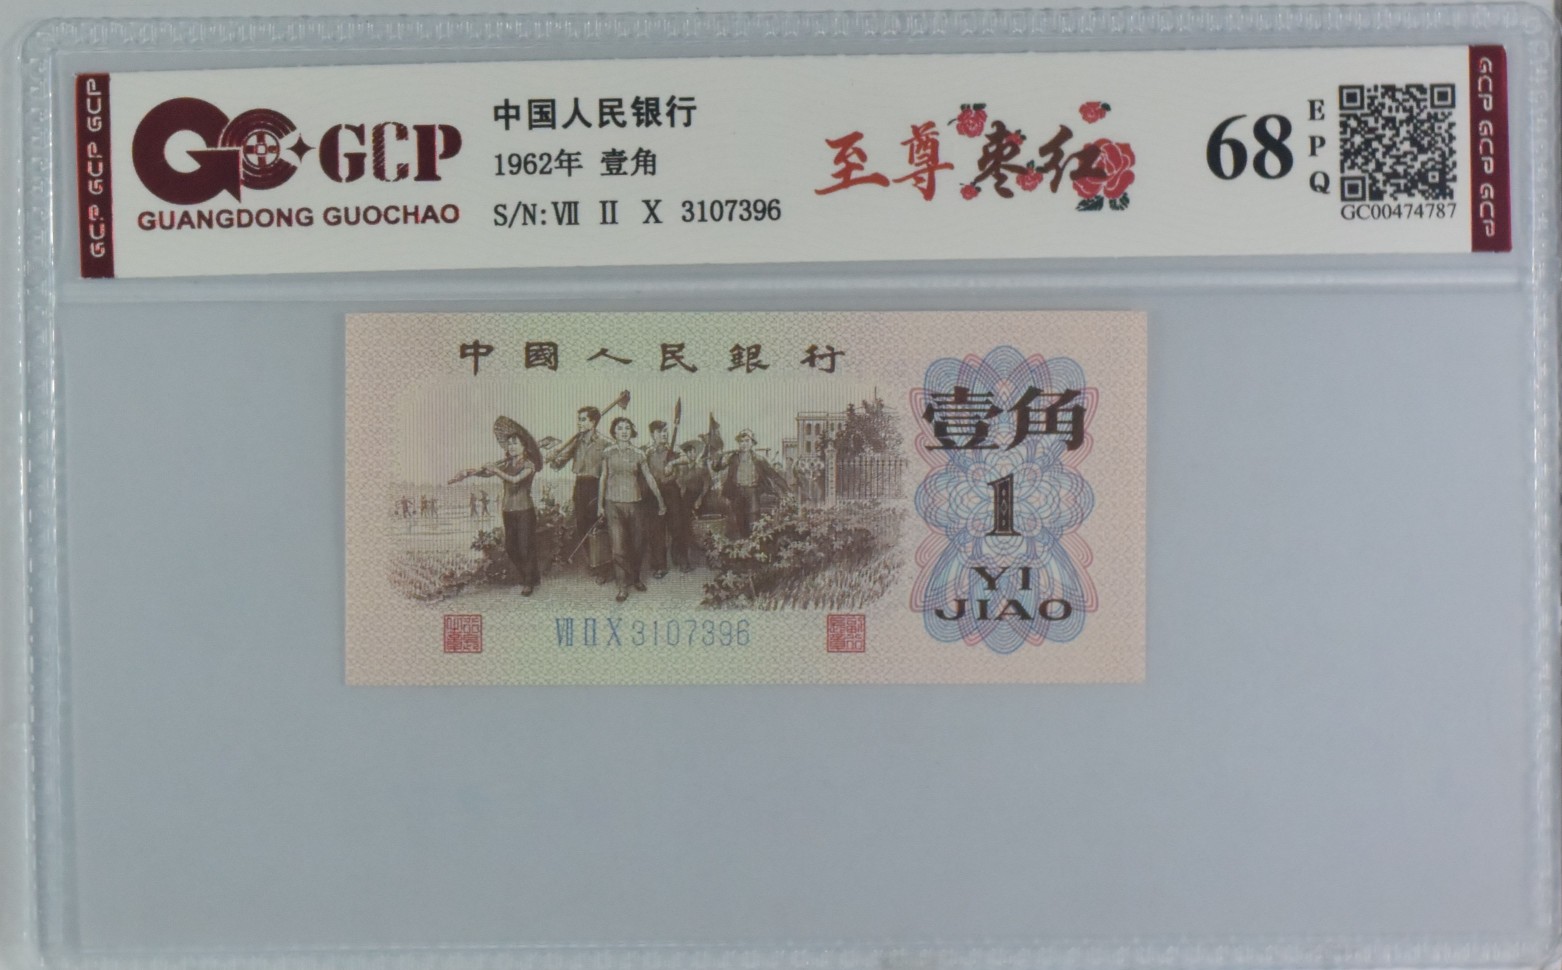 GCP GCP GCP
GCP
GUANGDONG GUOCHAO
中国人民银行
1962年 壹角
S/N: Ⅶ Ⅱ Ⅹ 3107396
至尊枣红
68
EPQ
GC00474787
GCP GCP GCP
中國人民銀行
壹角
1
YI
JIAO
ⅦⅡⅩ3107396